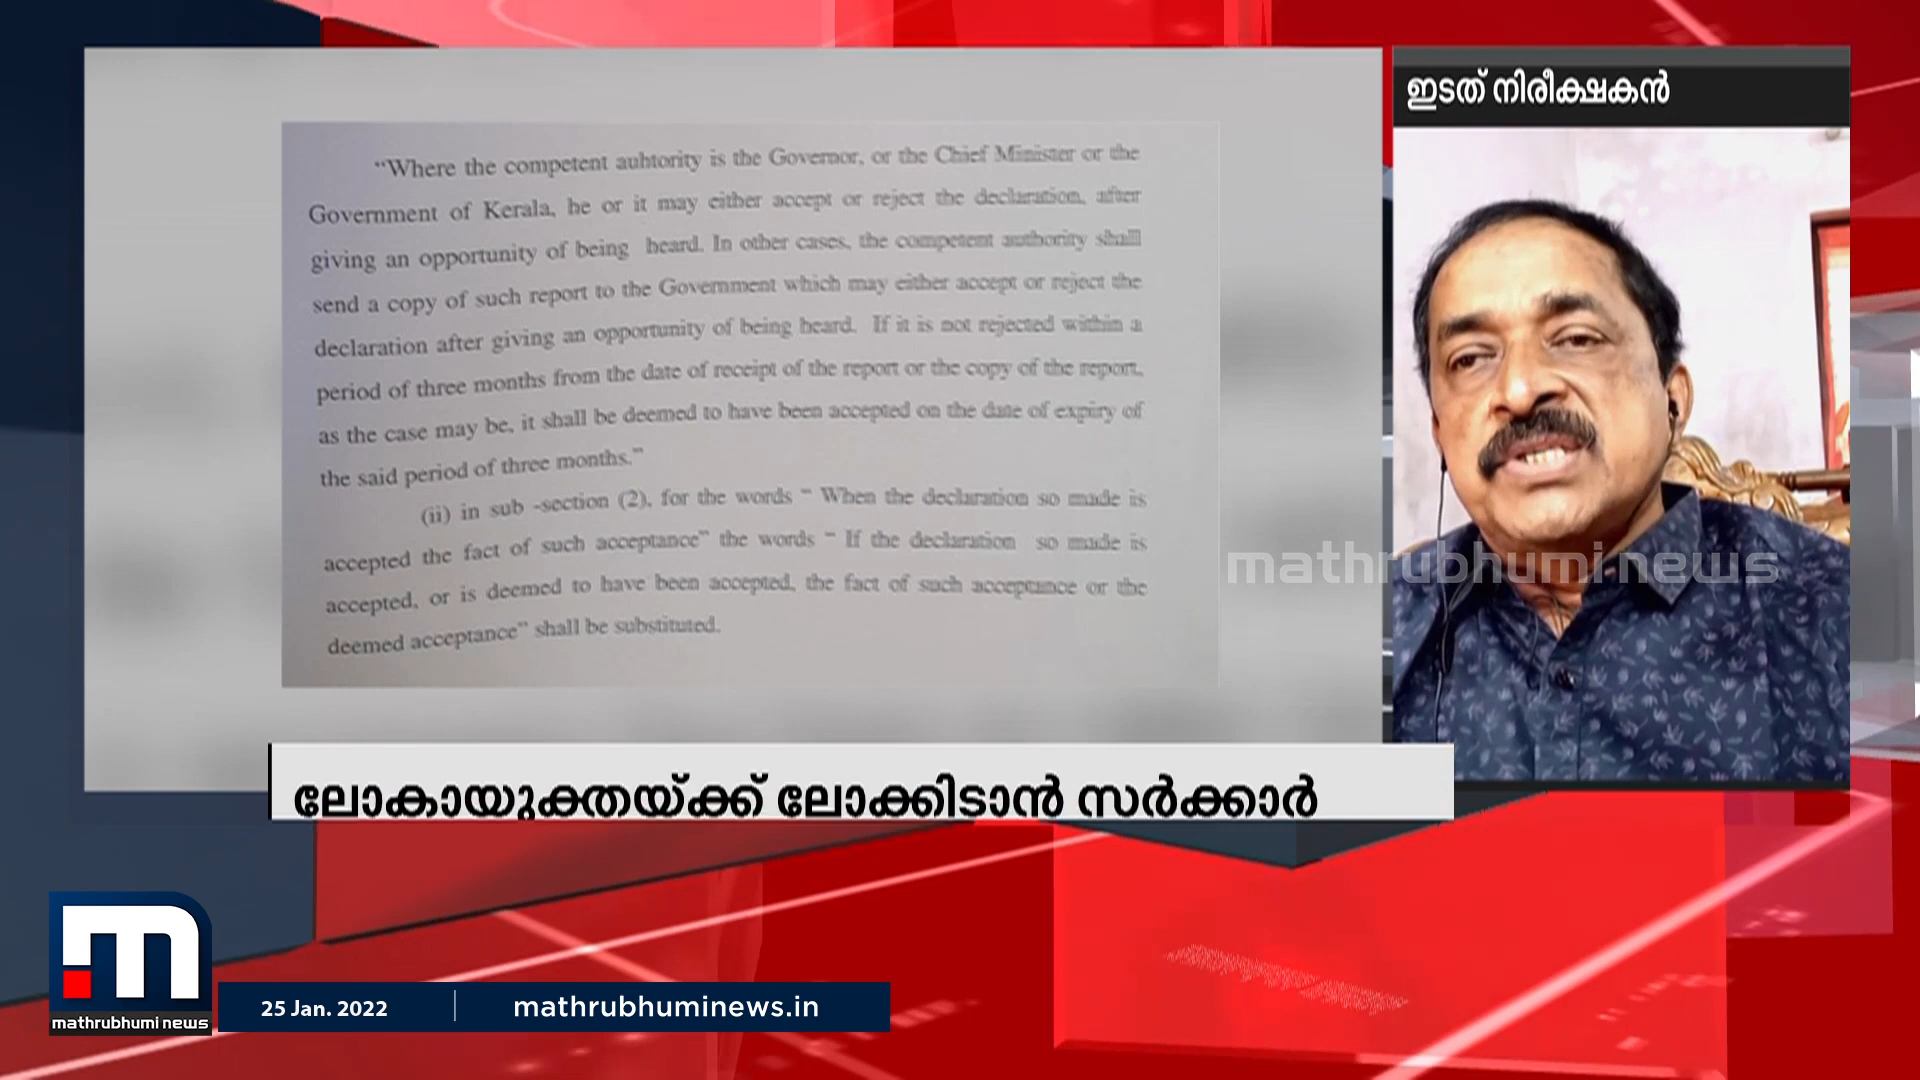 ഇടത് നിരീക്ഷകൻ
“Where the competent auhtority is the Governor, or the Chief Minister or the
Government of Kerala, he or it may either accept or reject the declaration, after
giving an opportunity of being heard. In other cases, the competent authority shall
send a copy of such report to the Government which may either accept or reject the
declaration after giving an opportunity of being heard. If it is not rejected within a
period of three months from the date of receipt of the report or the copy of the report,
as the case may be, it shall be deemed to have been accepted on the date of expiry of
the said period of three months.”
(ii) in sub -section (2), for the words “ When the declaration so made is
accepted the fact of such acceptance” the words “ If the declaration so made is
accepted, or is deemed to have been accepted, the fact of such acceptance or the
deemed acceptance” shall be substituted.
mathrubhumi news
ലോകായുക്തയ്ക്ക് ലോക്കിടാൻ സർക്കാർ
mathrubhumi news
25 Jan. 2022
mathrubhuminews.in